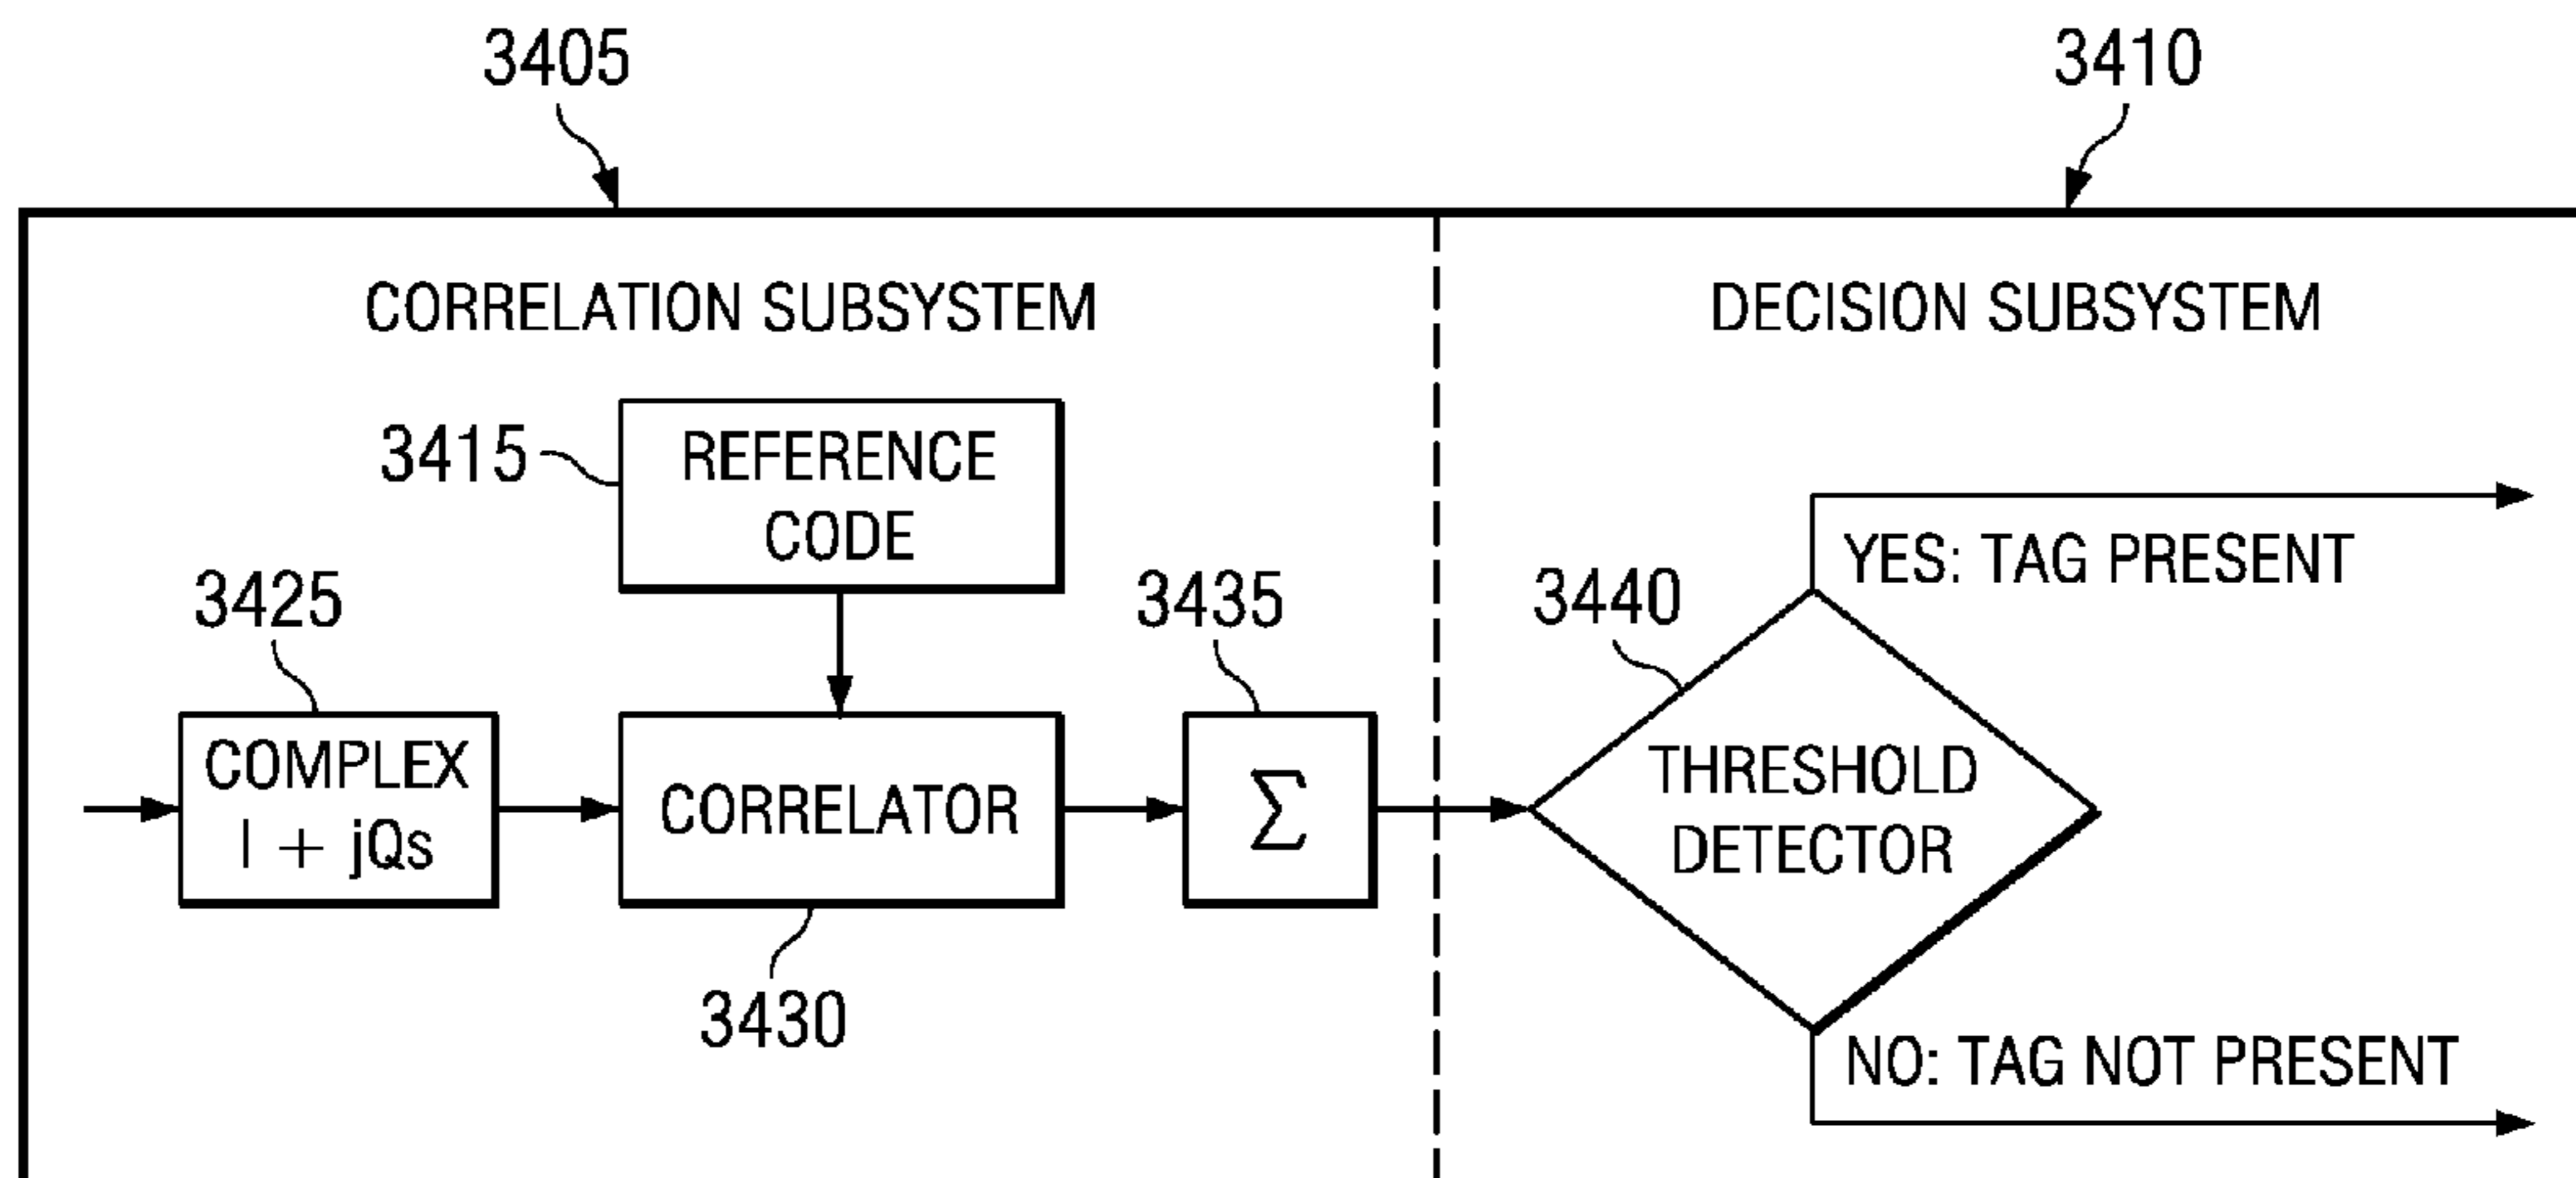 3405
3410
CORRELATION SUBSYSTEM
DECISION SUBSYSTEM
3415
REFERENCE
CODE
YES: TAG PRESENT
3425
3435
3440
COMPLEX
I + jQs
CORRELATOR
Σ
THRESHOLD
DETECTOR
3430
NO: TAG NOT PRESENT